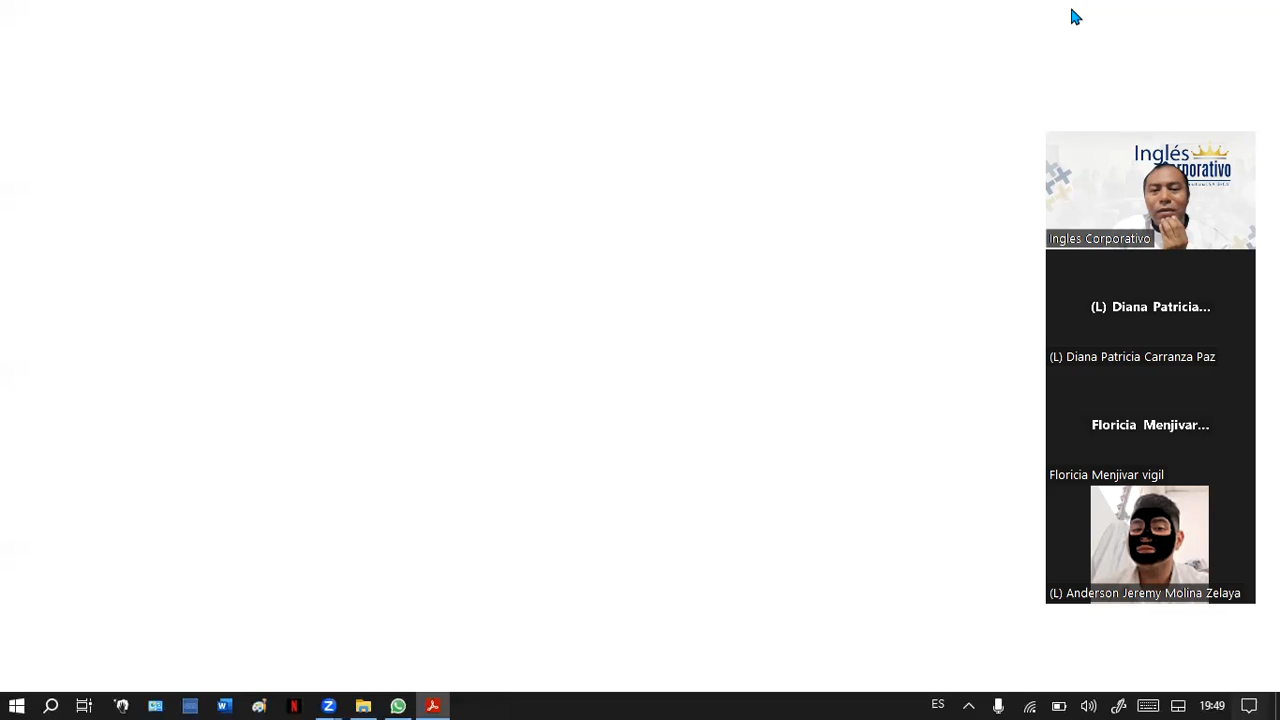 Inglés
Corporativo
Ingles Corporativo
(L) Diana Patricia...
(L) Diana Patricia Carranza Paz
Floricia Menjivar...
Floricia Menjivar vigil
(L) Anderson Jeremy Molina Zelaya
ES
19:49